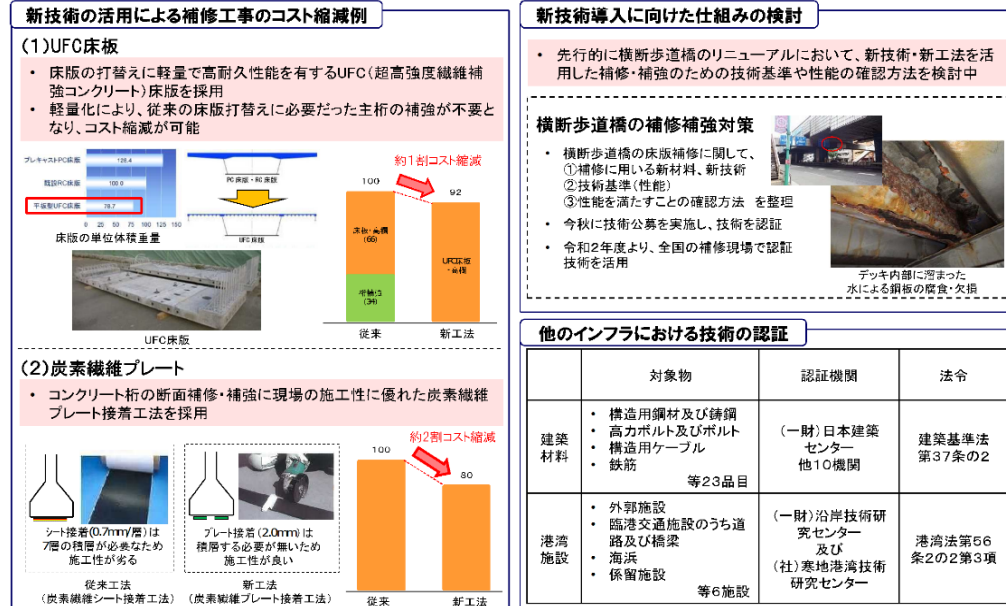 新技術の活用による補修工事のコスト縮減例
(1)UFC床板
・ 床版の打替えに軽量で高耐久性能を有するUFC(超高強度繊維補
強コンクリート)床版を採用
・ 軽量化により、従来の床版打替えに必要だった主桁の補強が不要と
なり、コスト縮減が可能
プレキャストPC床版
128.4
既設RC床版
100.0
平板型UFC床版
78.7
0 25 50 75 100 125 150
床版の単位体積重量
PC床版・RC床版
UFC床版
UFC床版
約1割コスト縮減
100
92
床板・高欄
(66)
桁補強
(34)
UFC床板
・高欄
従来
新工法
(2)炭素繊維プレート
・ コンクリート桁の断面補修・補強に現場の施工性に優れた炭素繊維
プレート接着工法を採用
シート接着(0.7mm/層)は
7層の積層が必要なため
施工性が劣る
従来工法
(炭素繊維シート接着工法)
プレート接着(2.0mm)は
積層する必要が無いため
施工性が良い
新工法
(炭素繊維プレート接着工法)
約2割コスト縮減
100
80
従来
新工法
新技術導入に向けた仕組みの検討
・ 先行的に横断歩道橋のリニューアルにおいて、新技術・新工法を活
用した補修・補強のための技術基準や性能の確認方法を検討中
横断歩道橋の補修補強対策
・ 横断歩道橋の床版補修に関して、
①補修に用いる新材料、新技術
②技術基準(性能)
③性能を満たすことの確認方法 を整理
・ 今秋に技術公募を実施し、技術を認証
・ 令和2年度より、全国の補修現場で認証
技術を活用
デッキ内部に溜まった
水による鋼板の腐食・欠損
他のインフラにおける技術の認証
対象物
認証機関
法令
建築
材料
・ 構造用鋼材及び鋳鋼
・ 高力ボルト及びボルト
・ 構造用ケーブル
・ 鉄筋
等23品目
(一財)日本建築
センター
他10機関
建築基準法
第37条の2
港湾
施設
・ 外郭施設
・ 臨港交通施設のうち道
路及び橋梁
・ 海浜
・ 係留施設
等6施設
(一財)沿岸技術研
究センター
及び
(社)寒地港湾技術
研究センター
港湾法第56
条2の2第3項